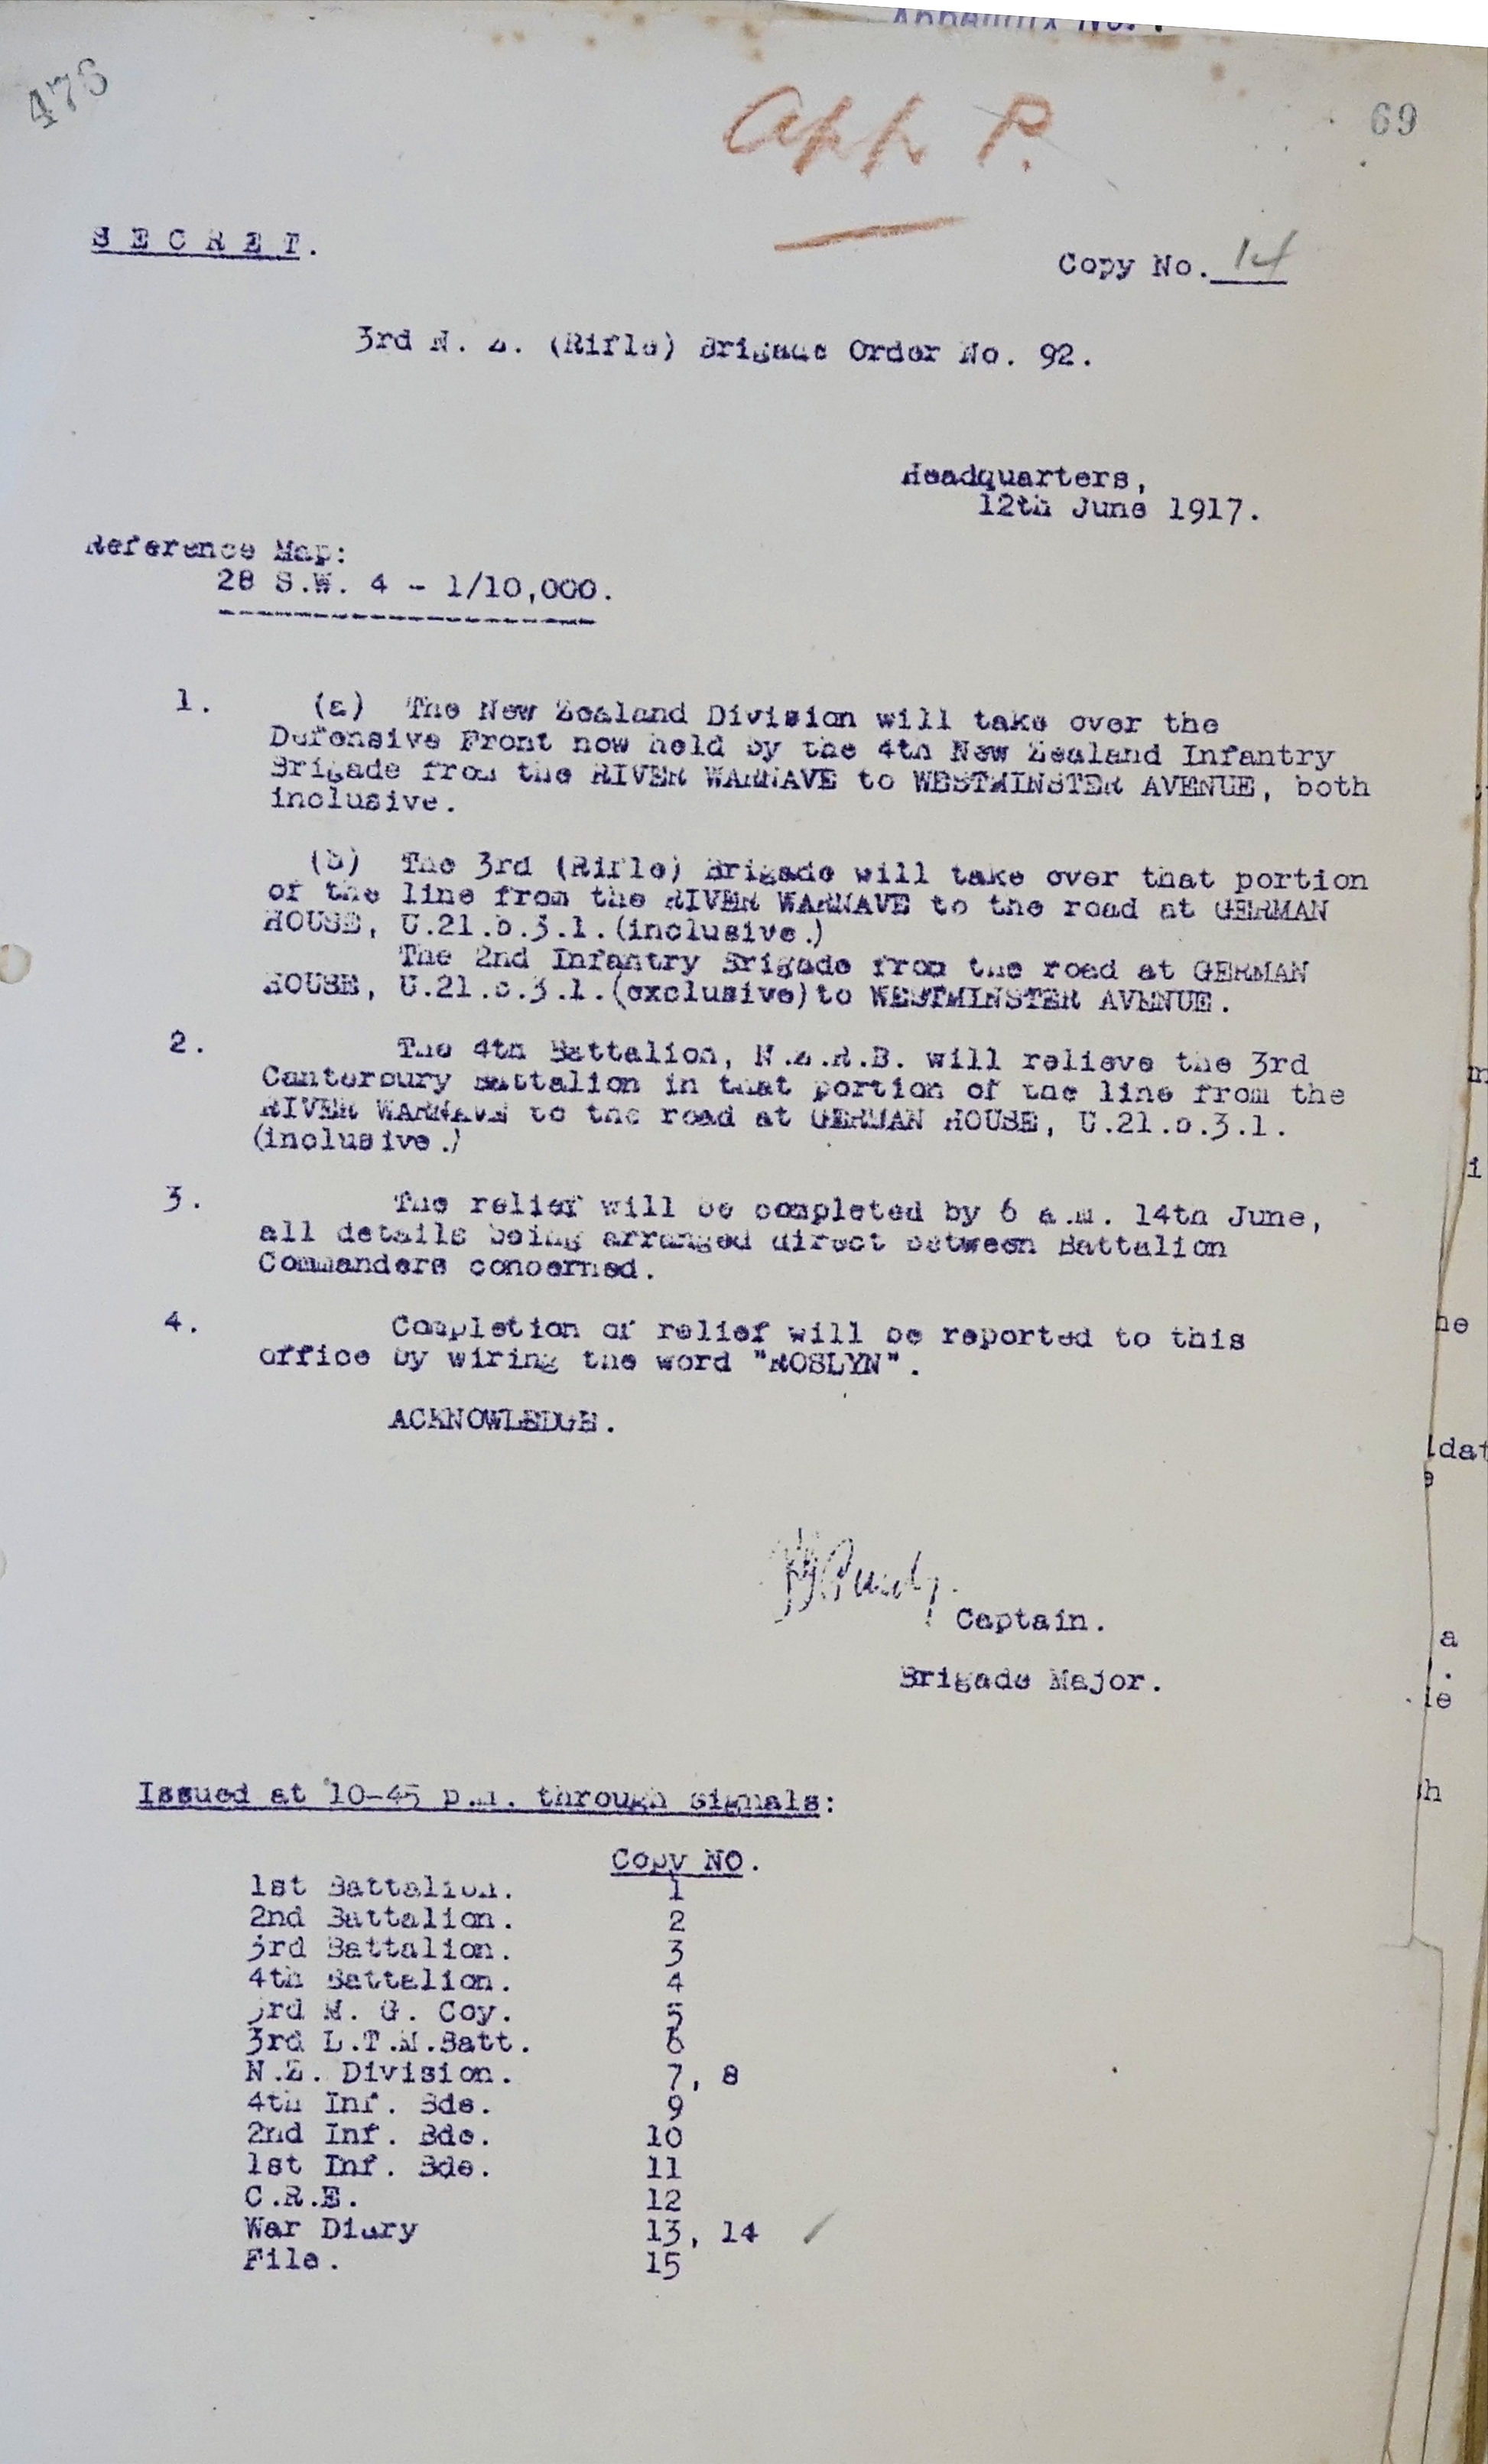 Appendix No.
476
69
App P.
SECRET.
Copy No. 14
3rd N. Z. (Rifle) Brigade Order No. 92.
Headquarters,
12th June 1917.
Reference Map:
28 S.W. 4 - 1/10,000.
1. (a) The New Zealand Division will take over the
Defensive Front now held by the 4th New Zealand Infantry
Brigade from the RIVER WARNAVE to WESTMINSTER AVENUE, both
inclusive.
(b) The 3rd (Rifle) Brigade will take over that portion
of the line from the RIVER WARNAVE to the road at GERMAN
HOUSE, U.21.b.3.1.(inclusive.)
The 2nd Infantry Brigade from the road at GERMAN
HOUSE, U.21.c.3.1.(exclusive)to WESTMINSTER AVENUE.
2. The 4th Battalion, N.Z.R.B. will relieve the 3rd
Canterbury Battalion in that portion of the line from the
RIVER WARNAVE to the road at GERMAN HOUSE, U.21.o.3.1.
(inclusive.)
3. The relief will be completed by 6 a.m. 14th June,
all details being arranged direct between Battalion
Commanders concerned.
4. Completion of relief will be reported to this
office by wiring the word "ROSLYN".
ACKNOWLEDGE.
Captain.
Brigade Major.
Issued at 10-45 p.m. through signals:
Copy NO.
1st Battalion. 1
2nd Battalion. 2
3rd Battalion. 3
4th Battalion. 4
3rd M. G. Coy. 5
3rd L.T.M.Batt. 6
N.Z. Division. 7, 8
4th Inf. Bde. 9
2nd Inf. Bde. 10
1st Inf. Bde. 11
C.R.E. 12
War Diary 13, 14
File. 15